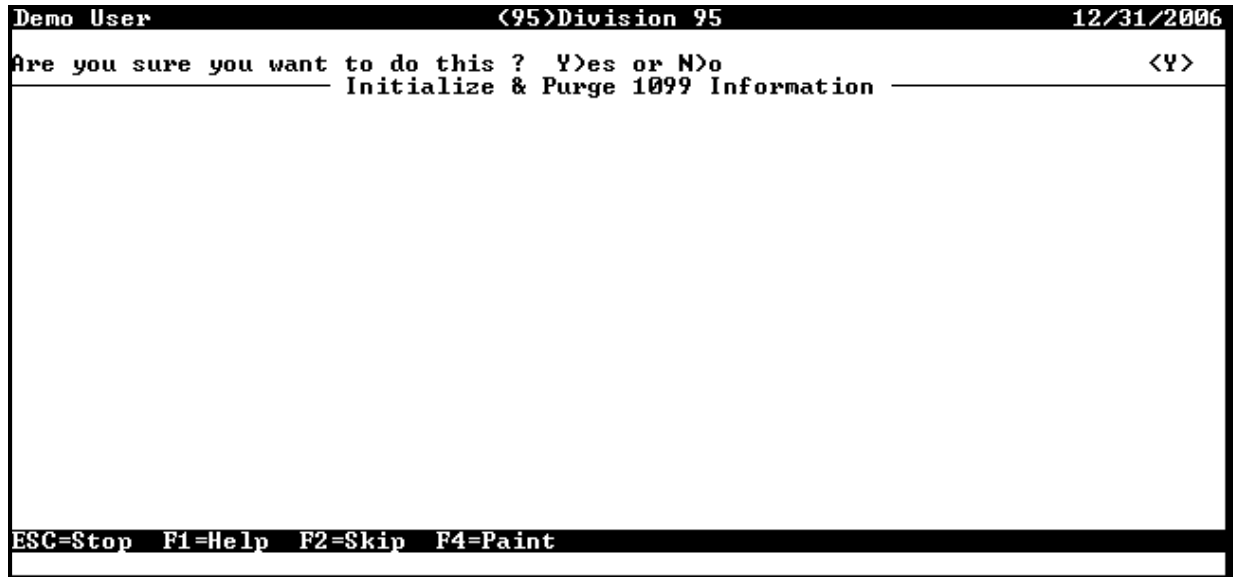 Demo User <95>Division 95 12/31/2006
Are you sure you want to do this ? Y>es or N>o <Y>
Initialize & Purge 1099 Information
ESC=Stop F1=Help F2=Skip F4=Paint